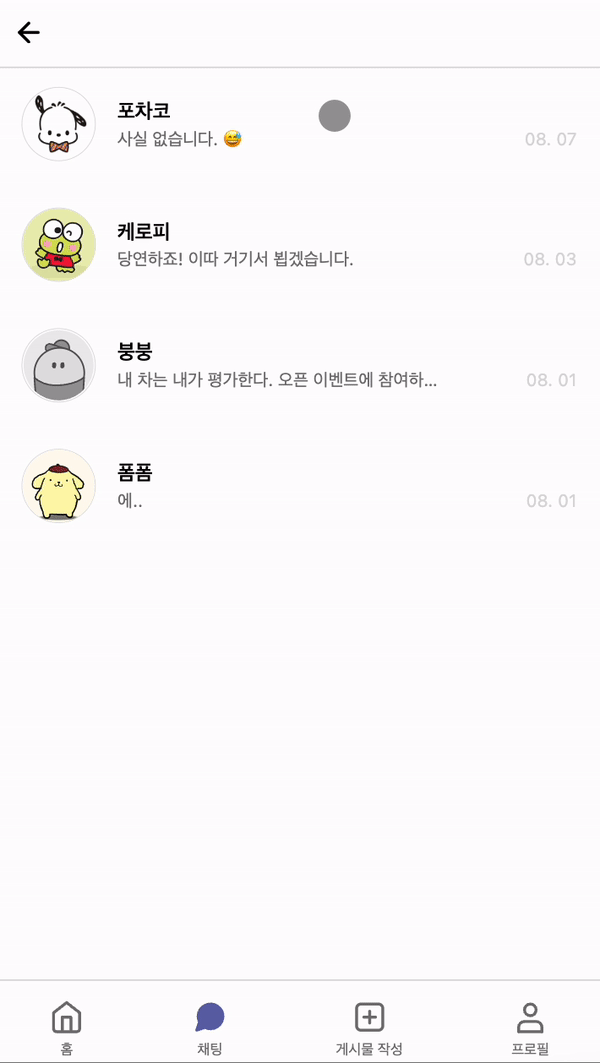 포차코
사실 없습니다. 😅
08. 07
케로피
당연하죠! 이따 거기서 뵙겠습니다.
08. 03
붕붕
내 차는 내가 평가한다. 오픈 이벤트에 참여하...
08. 01
폼폼
에..
08. 01
홈
채팅
게시물 작성
프로필